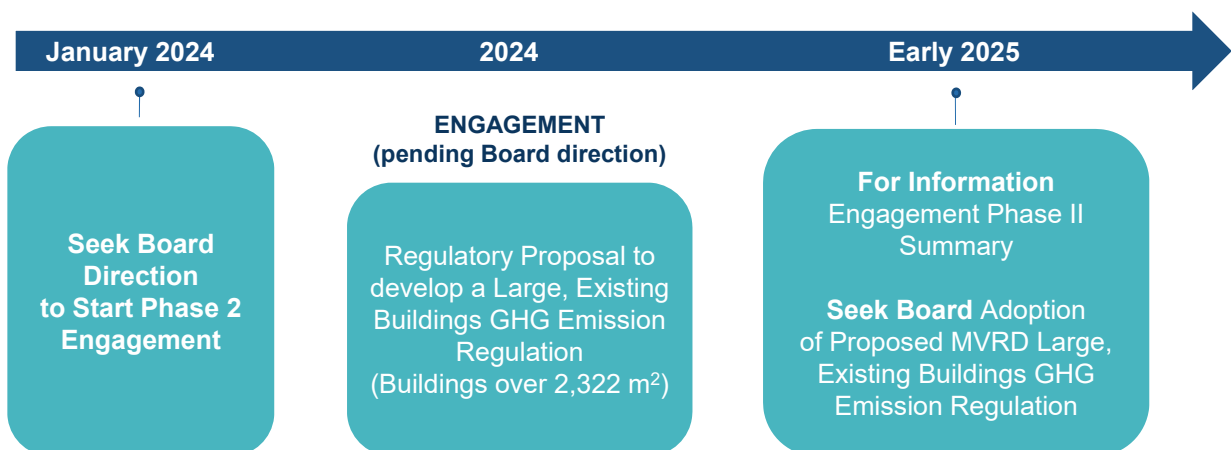 January 2024
2024
Early 2025
Seek Board
Direction
to Start Phase 2
Engagement
ENGAGEMENT
(pending Board direction)
Regulatory Proposal to
develop a Large, Existing
Buildings GHG Emission
Regulation
(Buildings over 2,322 m²)
For Information
Engagement Phase II
Summary
Seek Board Adoption
of Proposed MVRD Large,
Existing Buildings GHG
Emission Regulation